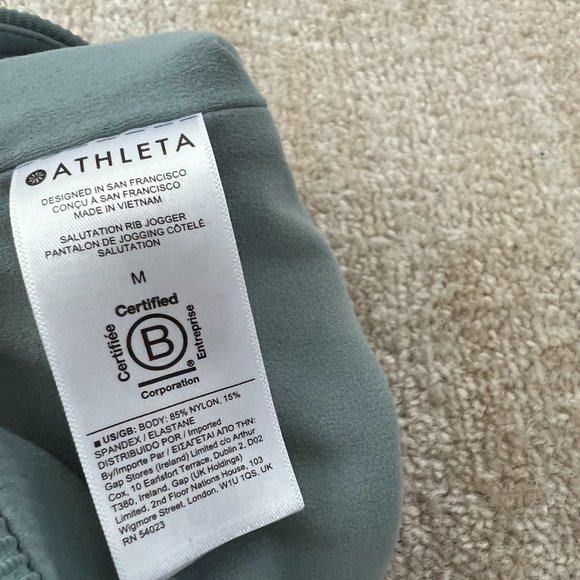 ATHLETA
DESIGNED IN SAN FRANCISCO
CONÇU À SAN FRANCISCO
MADE IN VIETNAM
SALUTATION RIB JOGGER
PANTALON DE JOGGING CÔTELÉ
SALUTATION
M
Certified
Certifiée
B
Entreprise
®
Corporation
■ US/GB: BODY: 85% NYLON, 15%
SPANDEX / ELASTANE
DISTRIBUIDO POR / Imported
By/Importe Par / ΕΙΣΑΓΕΤΑΙ ΑΠΟ ΤΗΝ:
Gap Stores (Ireland) Limited c/o Arthur
Cox, 10 Earlsfort Terrace, Dublin 2, D02
T380, Ireland, Gap (UK Holdings)
Limited, 2nd Floor Nations House, 103
Wigmore Street, London, W1U 1QS. UK
RN 54023